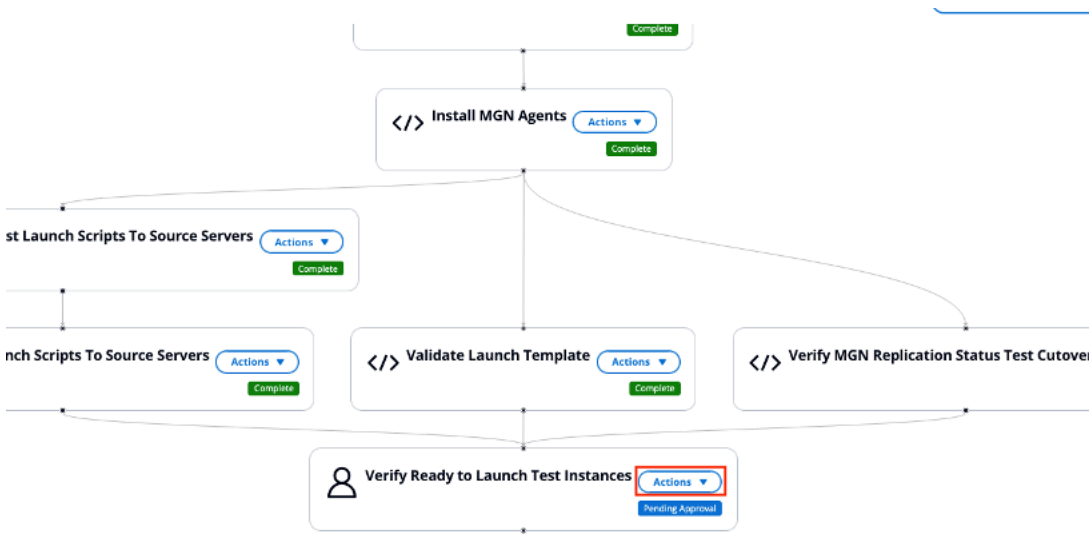 Complete
</> Install MGN Agents Actions ▼
Complete
st Launch Scripts To Source Servers Actions ▼
Complete
nch Scripts To Source Servers Actions ▼
Complete
</> Validate Launch Template Actions ▼
Complete
</> Verify MGN Replication Status Test Cutover
Verify Ready to Launch Test Instances Actions ▼
Pending Approval